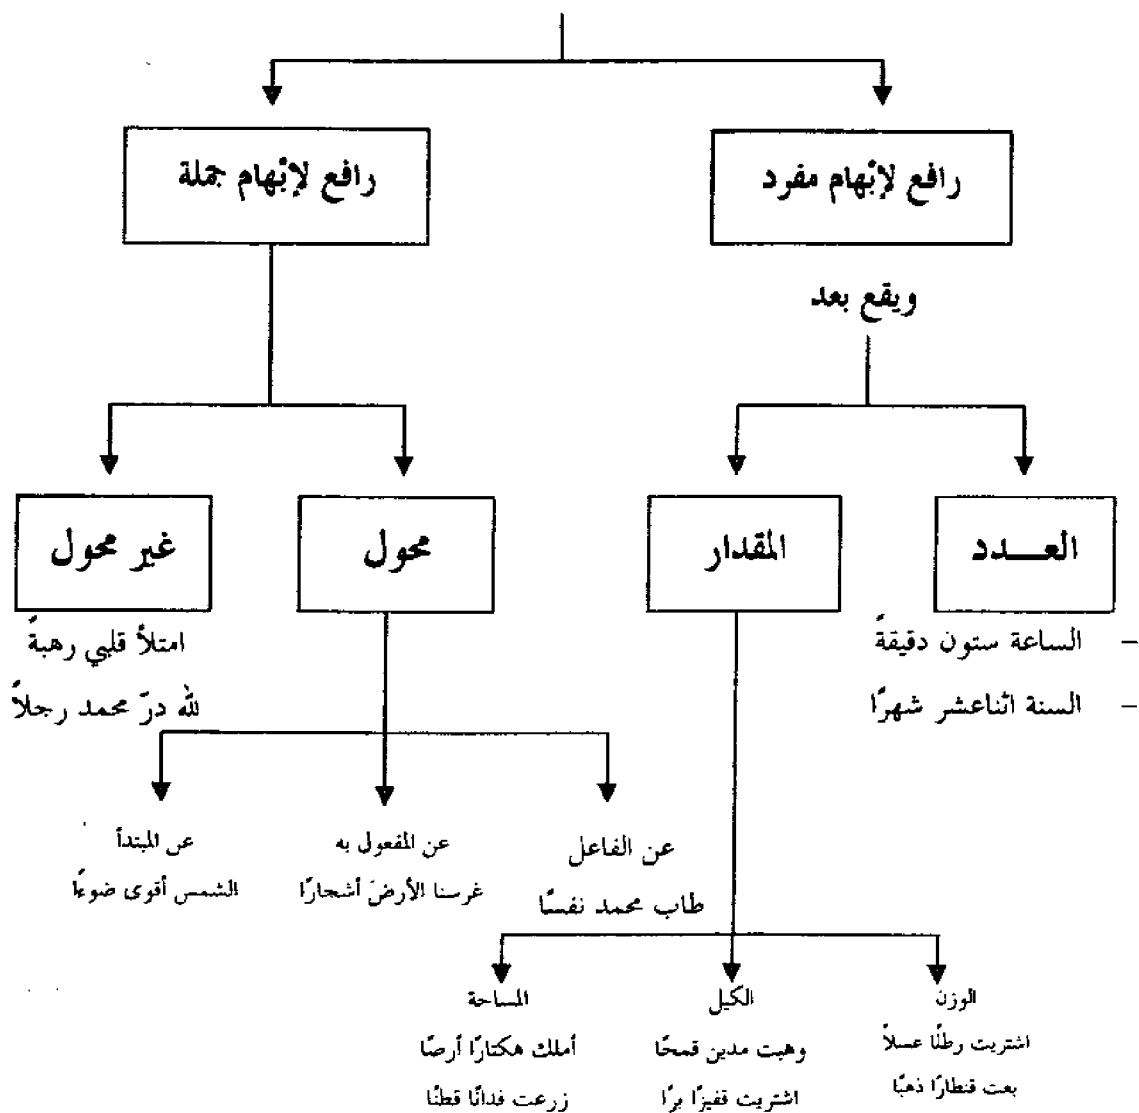 رافع لإبهام مفرد
رافع لإبهام جملة
ويقع بعد
العـــدد
المقدار
محول
غير محول
– الساعة ستون دقيقةً
– السنة اثناعشر شهرًا
امتلأ قلبي رهبةً
لله درّ محمد رجلاً
عن الفاعل
طاب محمد نفسًا
عن المفعول به
غرسنا الأرضَ أشجارًا
عن المبتدأ
الشمس أقوى ضوءًا
الوزن
اشتريت رطلًا عسلاً
بعت قنطارًا ذهبًا
الكيل
وهبت مدين قمحًا
اشتريت قفيزًا برًا
المساحة
أملك هكتارًا أرضًا
زرعت فدانًا قطنًا